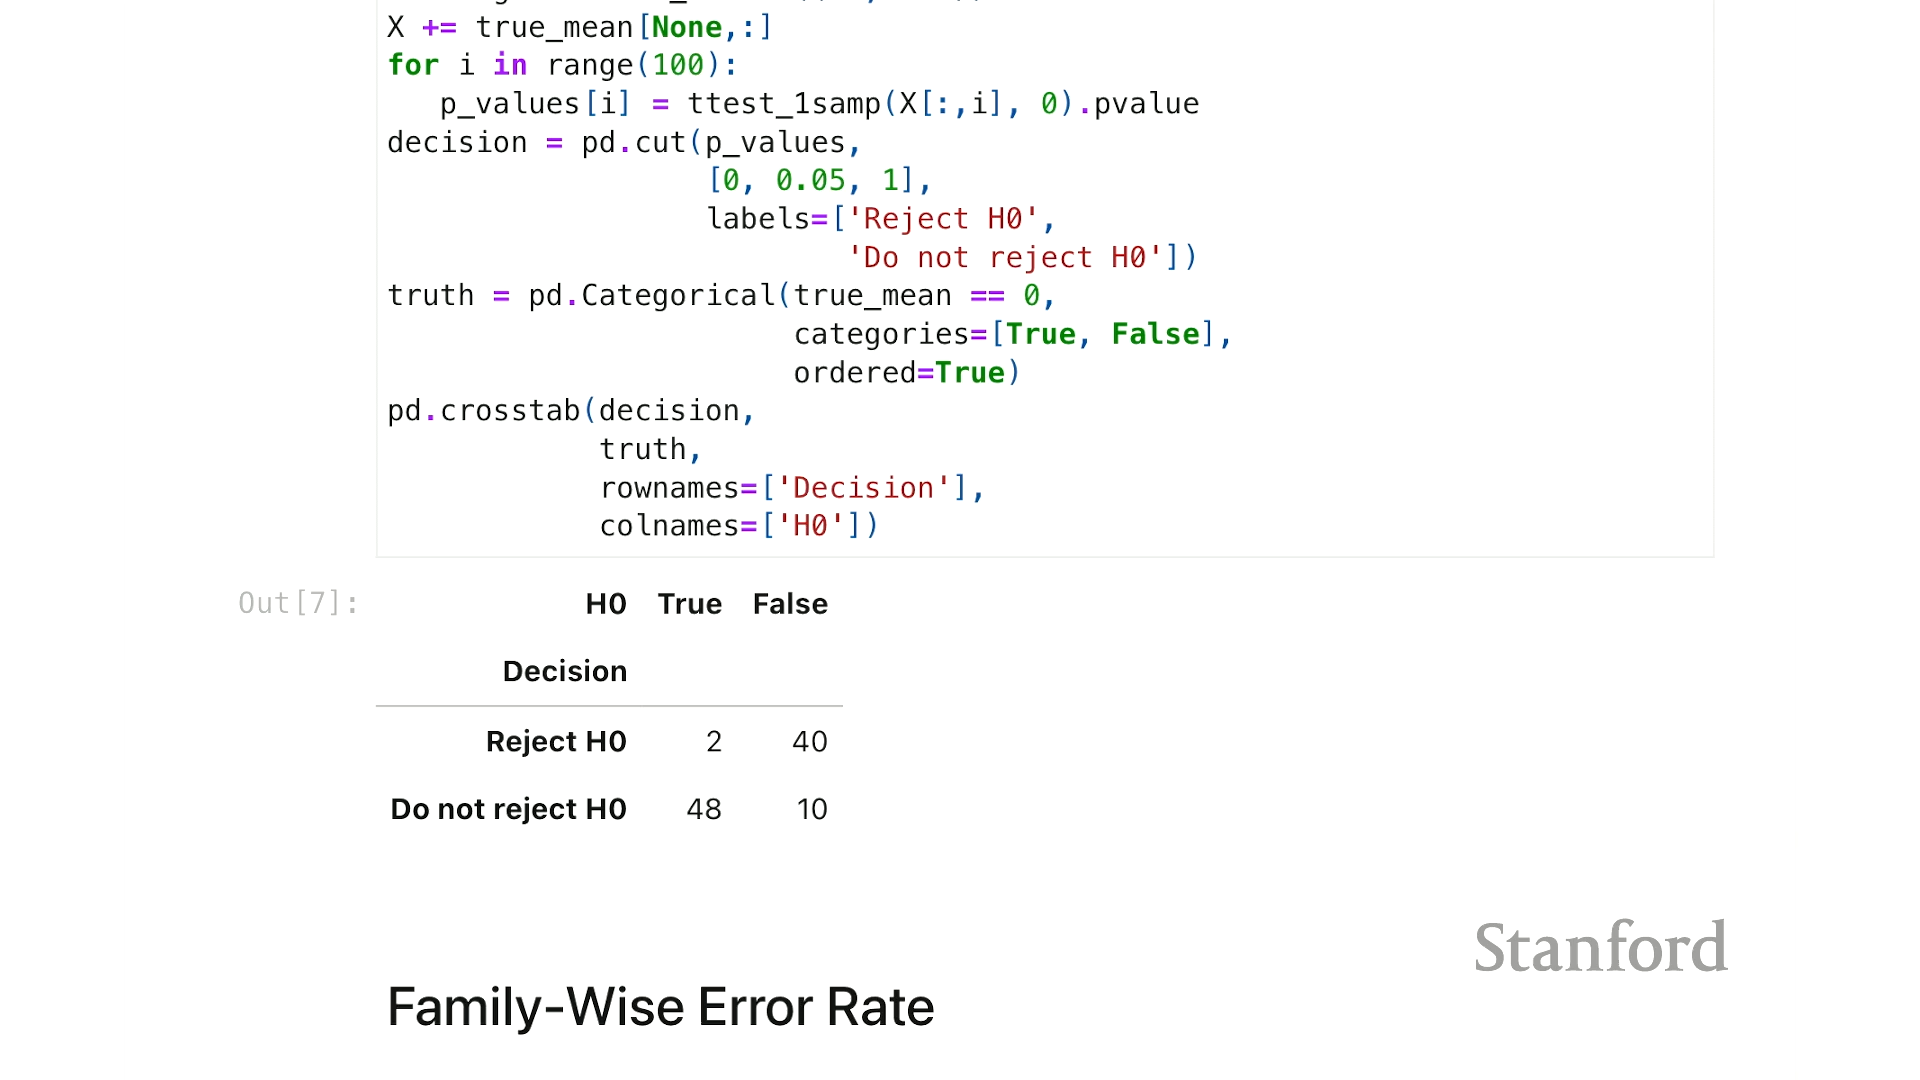 X += true_mean[None,:]
for i in range(100):
   p_values[i] = ttest_1samp(X[:,i], 0).pvalue
decision = pd.cut(p_values,
                  [0, 0.05, 1],
                  labels=['Reject H0',
                          'Do not reject H0'])
truth = pd.Categorical(true_mean == 0,
                       categories=[True, False],
                       ordered=True)
pd.crosstab(decision,
            truth,
            rownames=['Decision'],
            colnames=['H0'])
Out[7]: H0 True False
Decision
Reject H0 2 40
Do not reject H0 48 10
Stanford
Family-Wise Error Rate